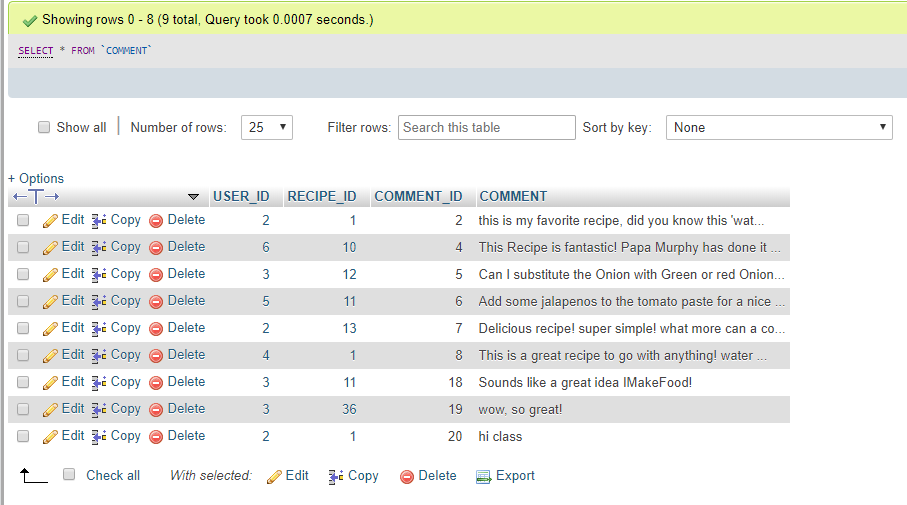 Showing rows 0 - 8 (9 total, Query took 0.0007 seconds.)
SELECT * FROM `COMMENT`
Show all Number of rows: 25 Filter rows: Search this table Sort by key: None
+ Options
USER_ID RECIPE_ID COMMENT_ID COMMENT
Edit Copy Delete 2 1 2 this is my favorite recipe, did you know this 'wat...
Edit Copy Delete 6 10 4 This Recipe is fantastic! Papa Murphy has done it ...
Edit Copy Delete 3 12 5 Can I substitute the Onion with Green or red Onion...
Edit Copy Delete 5 11 6 Add some jalapenos to the tomato paste for a nice ...
Edit Copy Delete 2 13 7 Delicious recipe! super simple! what more can a co...
Edit Copy Delete 4 1 8 This is a great recipe to go with anything! water ...
Edit Copy Delete 3 11 18 Sounds like a great idea IMakeFood!
Edit Copy Delete 3 36 19 wow, so great!
Edit Copy Delete 2 1 20 hi class
Check all With selected: Edit Copy Delete Export